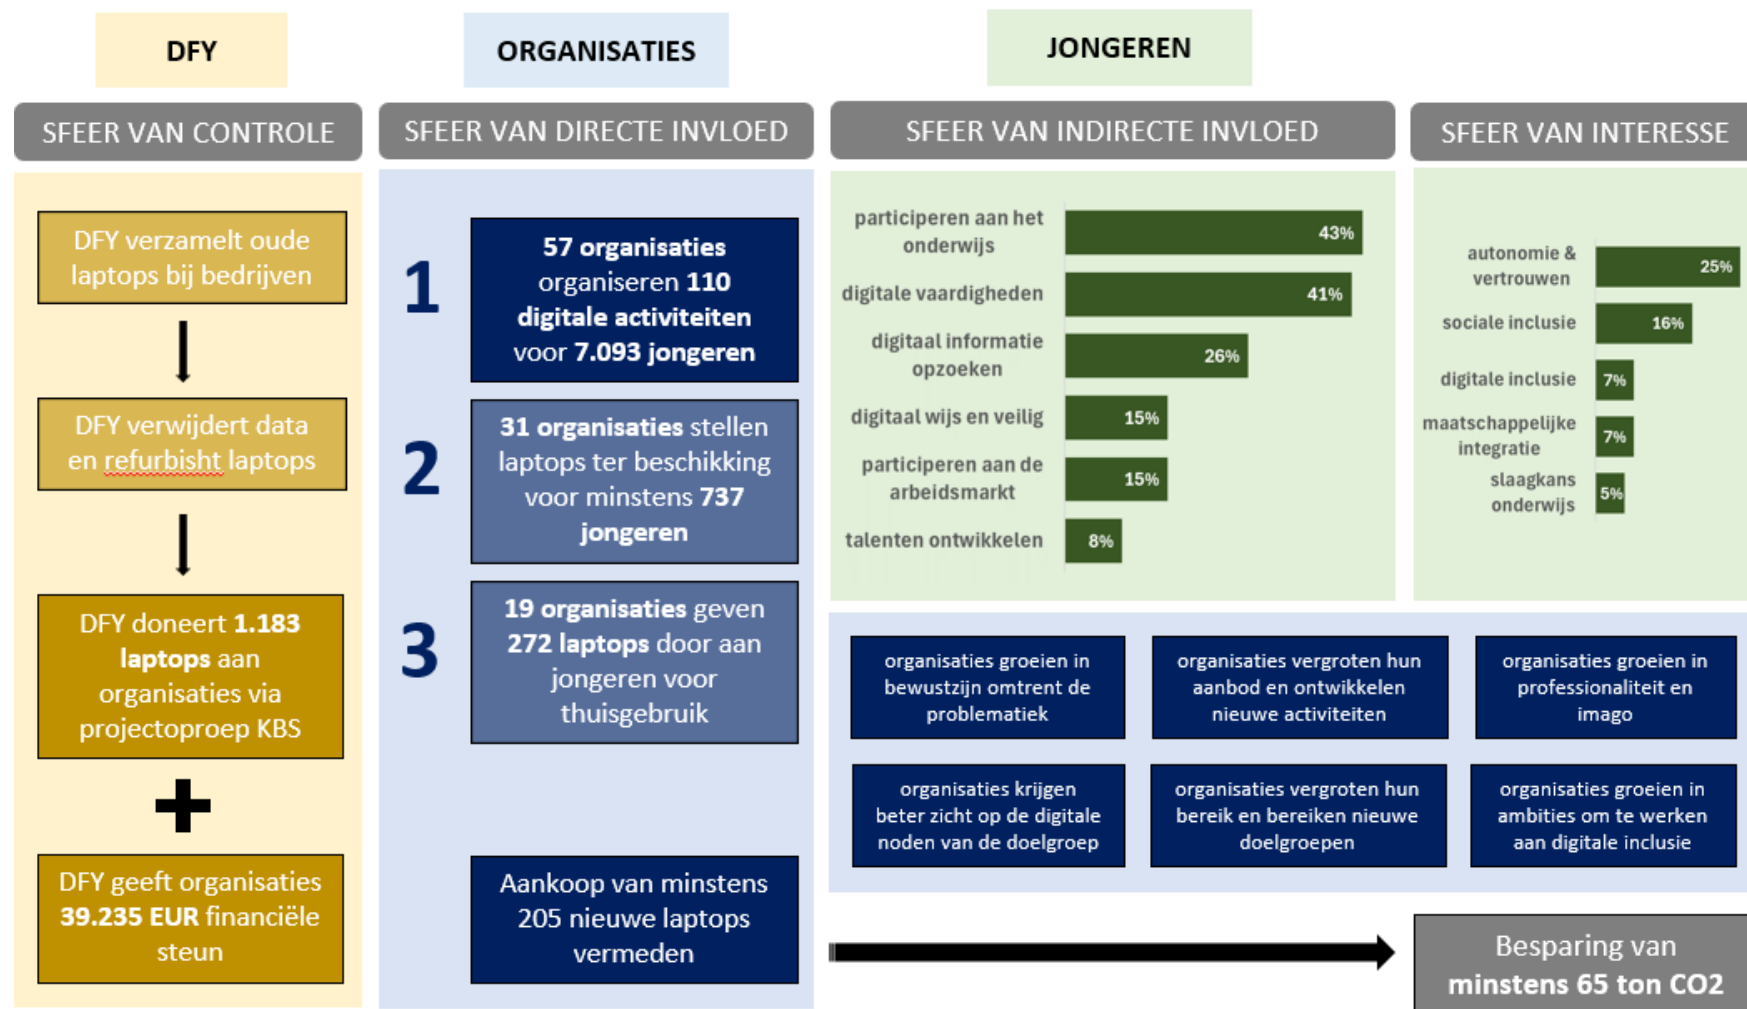 DFY
ORGANISATIES
JONGEREN
SFEER VAN CONTROLE
SFEER VAN DIRECTE INVLOED
SFEER VAN INDIRECTE INVLOED
SFEER VAN INTERESSE
DFY verzamelt oude
laptops bij bedrijven
DFY verwijdert data
en refurbisht laptops
DFY doneert 1.183
laptops aan
organisaties via
projectoproep KBS
DFY geeft organisaties
39.235 EUR financiële
steun
1
57 organisaties
organiseren 110
digitale activiteiten
voor 7.093 jongeren
2
31 organisaties stellen
laptops ter beschikking
voor minstens 737
jongeren
3
19 organisaties geven
272 laptops door aan
jongeren voor
thuisgebruik
Aankoop van minstens
205 nieuwe laptops
vermeden
participeren aan het
onderwijs
43%
digitale vaardigheden
41%
digitaal informatie
opzoeken
26%
digitaal wijs en veilig
15%
participeren aan de
arbeidsmarkt
15%
talenten ontwikkelen
8%
autonomie &
vertrouwen
25%
sociale inclusie
16%
digitale inclusie
7%
maatschappelijke
integratie
7%
slaagkans
onderwijs
5%
organisaties groeien in
bewustzijn omtrent de
problematiek
organisaties vergroten hun
aanbod en ontwikkelen
nieuwe activiteiten
organisaties groeien in
professionaliteit en
imago
organisaties krijgen
beter zicht op de digitale
noden van de doelgroep
organisaties vergroten hun
bereik en bereiken nieuwe
doelgroepen
organisaties groeien in
ambities om te werken
aan digitale inclusie
Besparing van
minstens 65 ton CO2